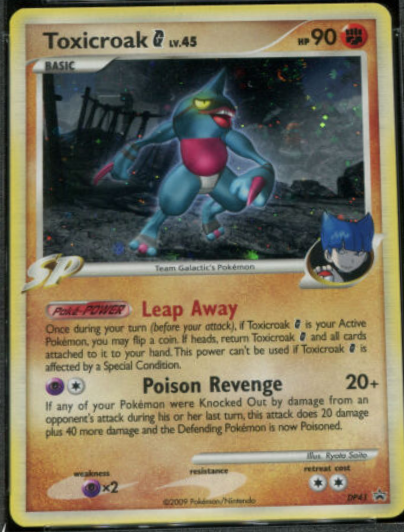 Toxicroak G LV.45 HP 90
BASIC
SP
Team Galactic's Pokémon
Poké-POWER Leap Away
Once during your turn (before your attack), if Toxicroak G is your Active
Pokémon, you may flip a coin. If heads, return Toxicroak G and all cards
attached to it to your hand. This power can't be used if Toxicroak G is
affected by a Special Condition.
Poison Revenge 20+
If any of your Pokémon were Knocked Out by damage from an
opponent's attack during his or her last turn, this attack does 20 damage
plus 40 more damage and the Defending Pokémon is now Poisoned.
Illus. Ryota Saito
weakness resistance retreat cost
×2
©2009 Pokémon/Nintendo DP43